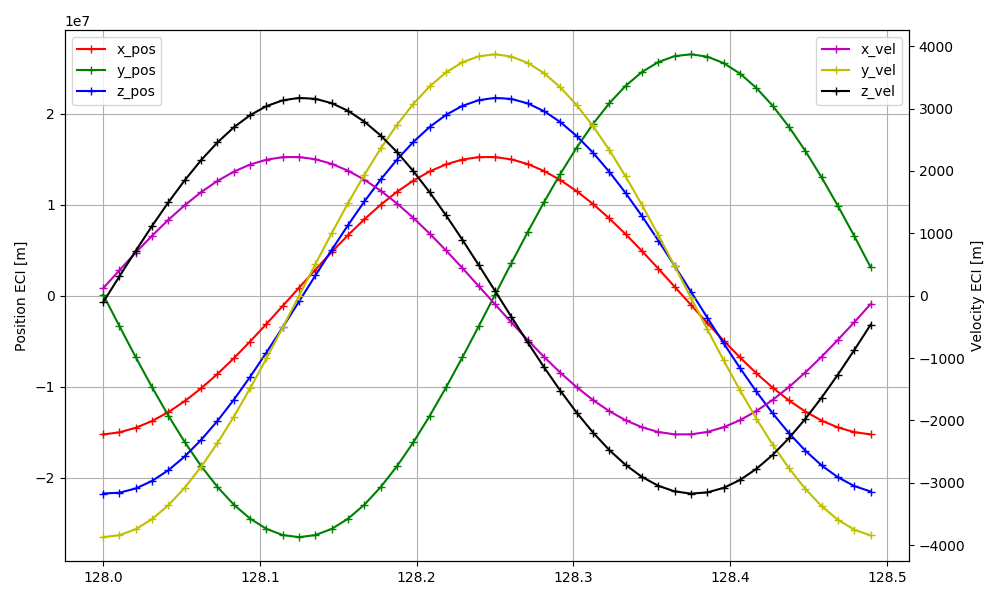 1e7
x_pos
y_pos
z_pos
x_vel
y_vel
z_vel
2
1
0
−1
−2
Position ECI [m]
4000
3000
2000
1000
0
−1000
−2000
−3000
−4000
Velocity ECI [m]
128.0 128.1 128.2 128.3 128.4 128.5